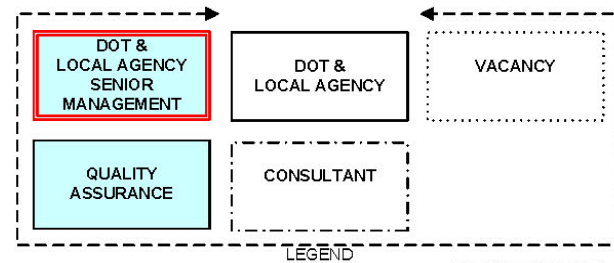 DOT &
LOCAL AGENCY
SENIOR
MANAGEMENT
DOT &
LOCAL AGENCY
VACANCY
QUALITY
ASSURANCE
CONSULTANT
LEGEND